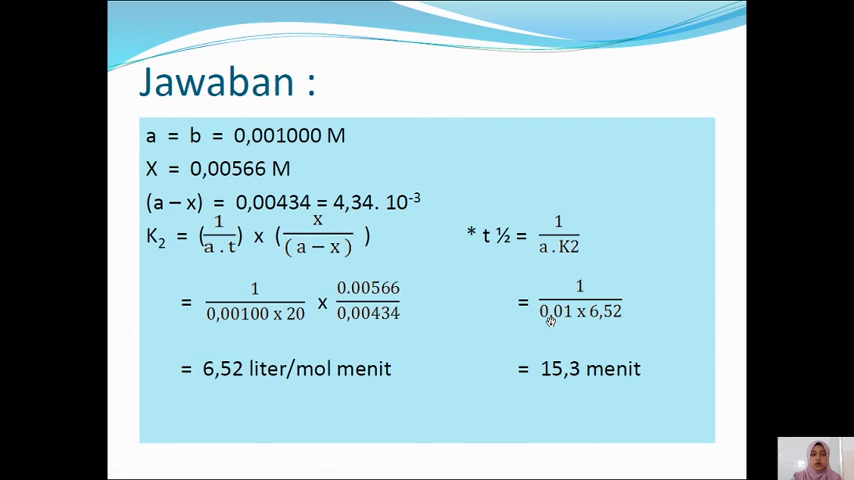 Jawaban :
a = b = 0,001000 M
X = 0,00566 M
(a – x) = 0,00434 = 4,34. 10⁻³
K₂ = (1/a . t) x (x/( a − x ) )
= 1/0,00100 x 20 x 0.00566/0,00434
= 6,52 liter/mol menit
* t ½ = 1/a . K2
= 1/0,01 x 6,52
= 15,3 menit